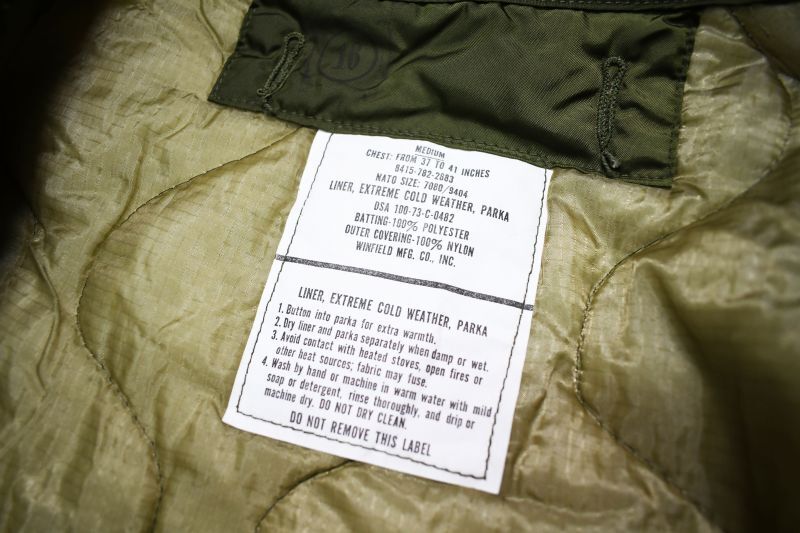 16
MEDIUM
CHEST: FROM 37 TO 41 INCHES
8415-782-2883
NATO SIZE: 7080/9404
LINER, EXTREME COLD WEATHER, PARKA
DSA 100-73-C-0482
BATTING-100% POLYESTER
OUTER COVERING-100% NYLON
WINFIELD MFG. CO., INC.
LINER, EXTREME COLD WEATHER, PARKA
1. Button into parka for extra warmth.
2. Dry liner and parka separately when damp or wet.
3. Avoid contact with heated stoves, open fires or
other heat sources; fabric may fuse.
4. Wash by hand or machine in warm water with mild
soap or detergent, rinse thoroughly, and drip or
machine dry. DO NOT DRY CLEAN.
DO NOT REMOVE THIS LABEL